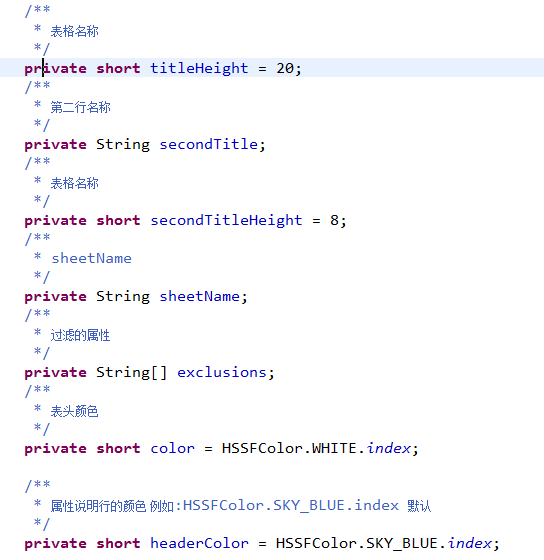 /**
 * 表格名称
 */
private short titleHeight = 20;
/**
 * 第二行名称
 */
private String secondTitle;
/**
 * 表格名称
 */
private short secondTitleHeight = 8;
/**
 * sheetName
 */
private String sheetName;
/**
 * 过滤的属性
 */
private String[] exclusions;
/**
 * 表头颜色
 */
private short color = HSSFColor.WHITE.index;
/**
 * 属性说明行的颜色 例如:HSSFColor.SKY_BLUE.index 默认
 */
private short headerColor = HSSFColor.SKY_BLUE.index;